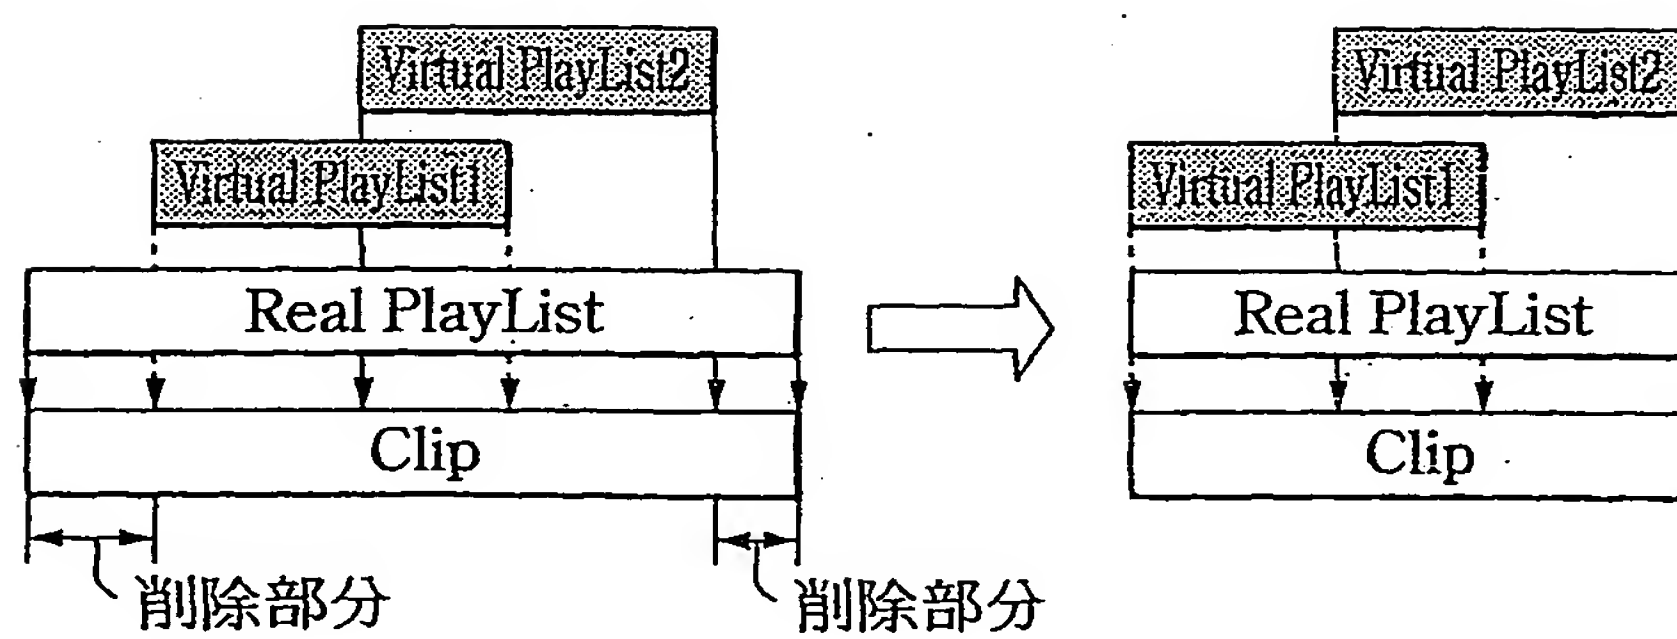 Virtual PlayList2
Virtual PlayList1
Real PlayList
Clip
削除部分
削除部分
Virtual PlayList2
Virtual PlayList1
Real PlayList
Clip